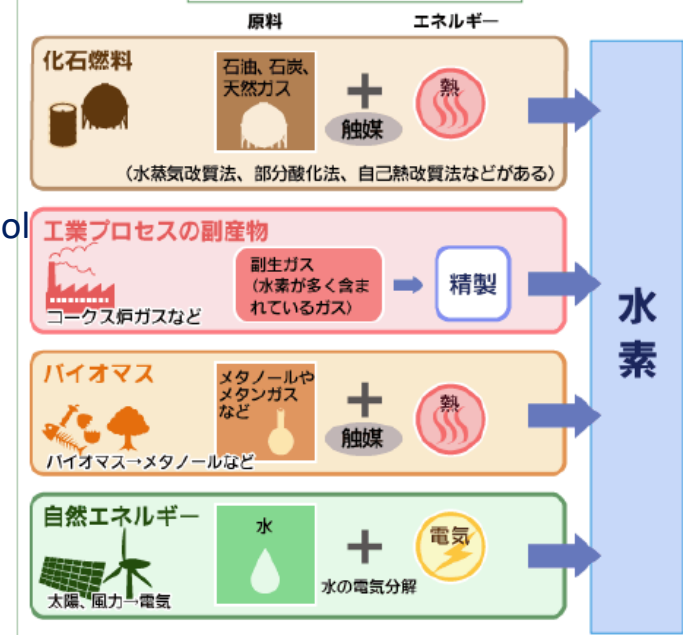 原料
エネルギー
化石燃料
石油、石炭、
天然ガス
+
触媒
熱
(水蒸気改質法、部分酸化法、自己熱改質法などがある)
ol
工業プロセスの副産物
副生ガス
(水素が多く含ま
れているガス)
精製
コークス炉ガスなど
バイオマス
メタノールや
メタンガス
など
+
触媒
熱
バイオマス→メタノールなど
自然エネルギー
水
+
電気
水の電気分解
太陽、風力→電気
水
素